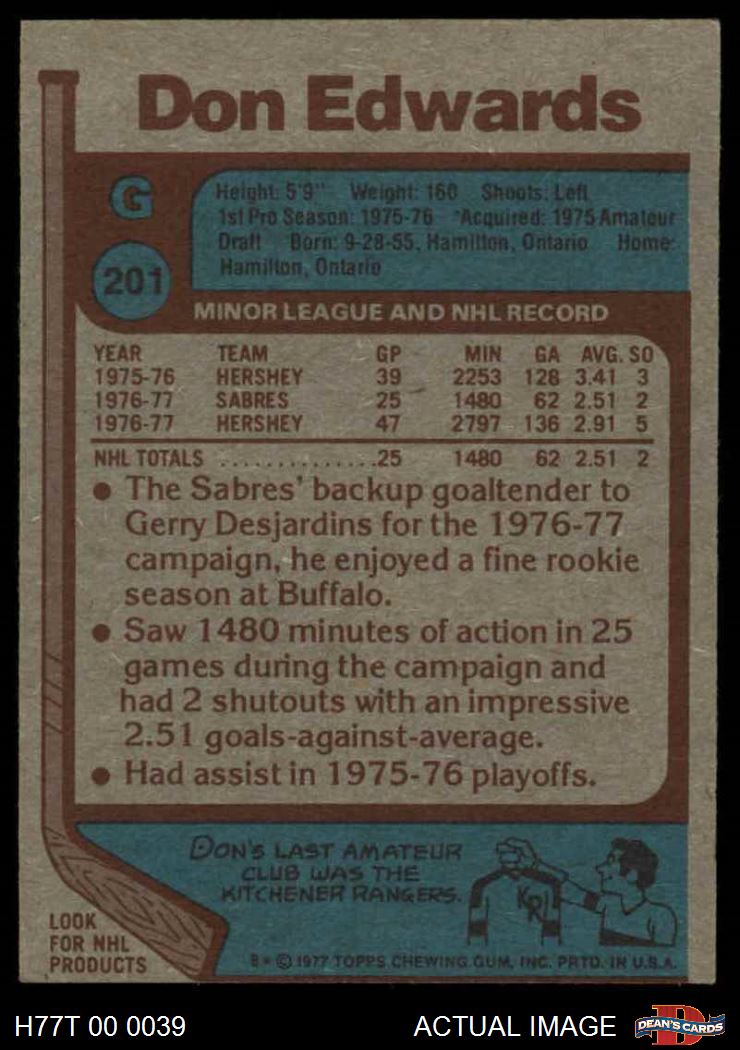 Don Edwards
G
Height: 5'9" Weight: 160 Shoots: Left
1st Pro Season: 1975-76 *Acquired: 1975 Amateur
Draft Born: 9-28-55, Hamilton, Ontario Home:
Hamilton, Ontario
201
MINOR LEAGUE AND NHL RECORD
YEAR TEAM GP MIN GA AVG. SO
1975-76 HERSHEY 39 2253 128 3.41 3
1976-77 SABRES 25 1480 62 2.51 2
1976-77 HERSHEY 47 2797 136 2.91 5
NHL TOTALS ..............25 1480 62 2.51 2
● The Sabres' backup goaltender to
Gerry Desjardins for the 1976-77
campaign, he enjoyed a fine rookie
season at Buffalo.
● Saw 1480 minutes of action in 25
games during the campaign and
had 2 shutouts with an impressive
2.51 goals-against-average.
● Had assist in 1975-76 playoffs.
DON'S LAST AMATEUR
CLUB WAS THE
KITCHENER RANGERS.
KR
LOOK
FOR NHL
PRODUCTS
B* © 1977 TOPPS CHEWING GUM, INC. PRTD. IN U.S.A.
H77T 00 0039 ACTUAL IMAGE
D
DEAN'S CARDS